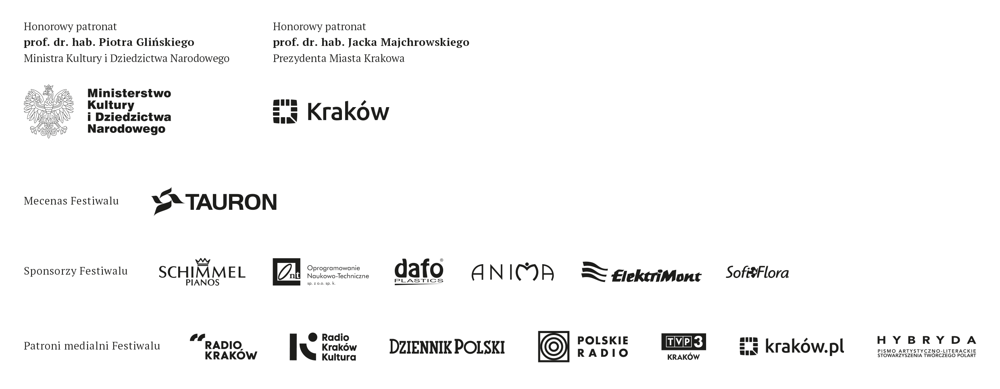 Honorowy patronat
prof. dr. hab. Piotra Glińskiego
Ministra Kultury i Dziedzictwa Narodowego
Honorowy patronat
prof. dr. hab. Jacka Majchrowskiego
Prezydenta Miasta Krakowa
Ministerstwo
Kultury
i Dziedzictwa
Narodowego
Kraków
Mecenas Festiwalu
TAURON
Sponsorzy Festiwalu
SCHIMMEL
PIANOS
Ont
Oprogramowanie
Naukowo-Techniczne
sp. z o.o. sp. k.
dafo®
PLASTICS
ANIMA
ElektriMont
SofiFlora
Patroni medialni Festiwalu
RADIO
KRAKÓW
Radio
Kraków
Kultura
DZIENNIK POLSKI
POLSKIE
RADIO
TVP3
KRAKÓW
kraków.pl
HYBRYDA
PISMO ARTYSTYCZNO-LITERACKIE
STOWARZYSZENIA TWÓRCZEGO POLART